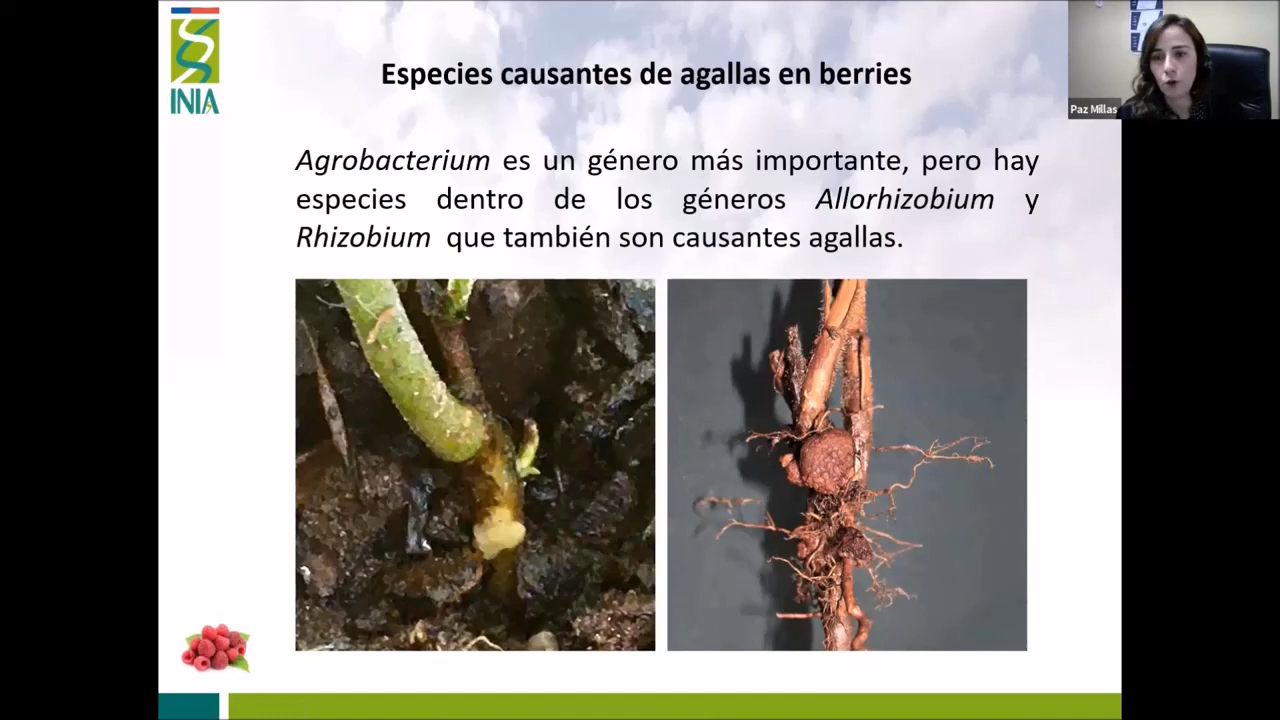 INIA
Especies causantes de agallas en berries
Paz Millas
Agrobacterium es un género más importante, pero hay
especies dentro de los géneros Allorhizobium y
Rhizobium que también son causantes agallas.